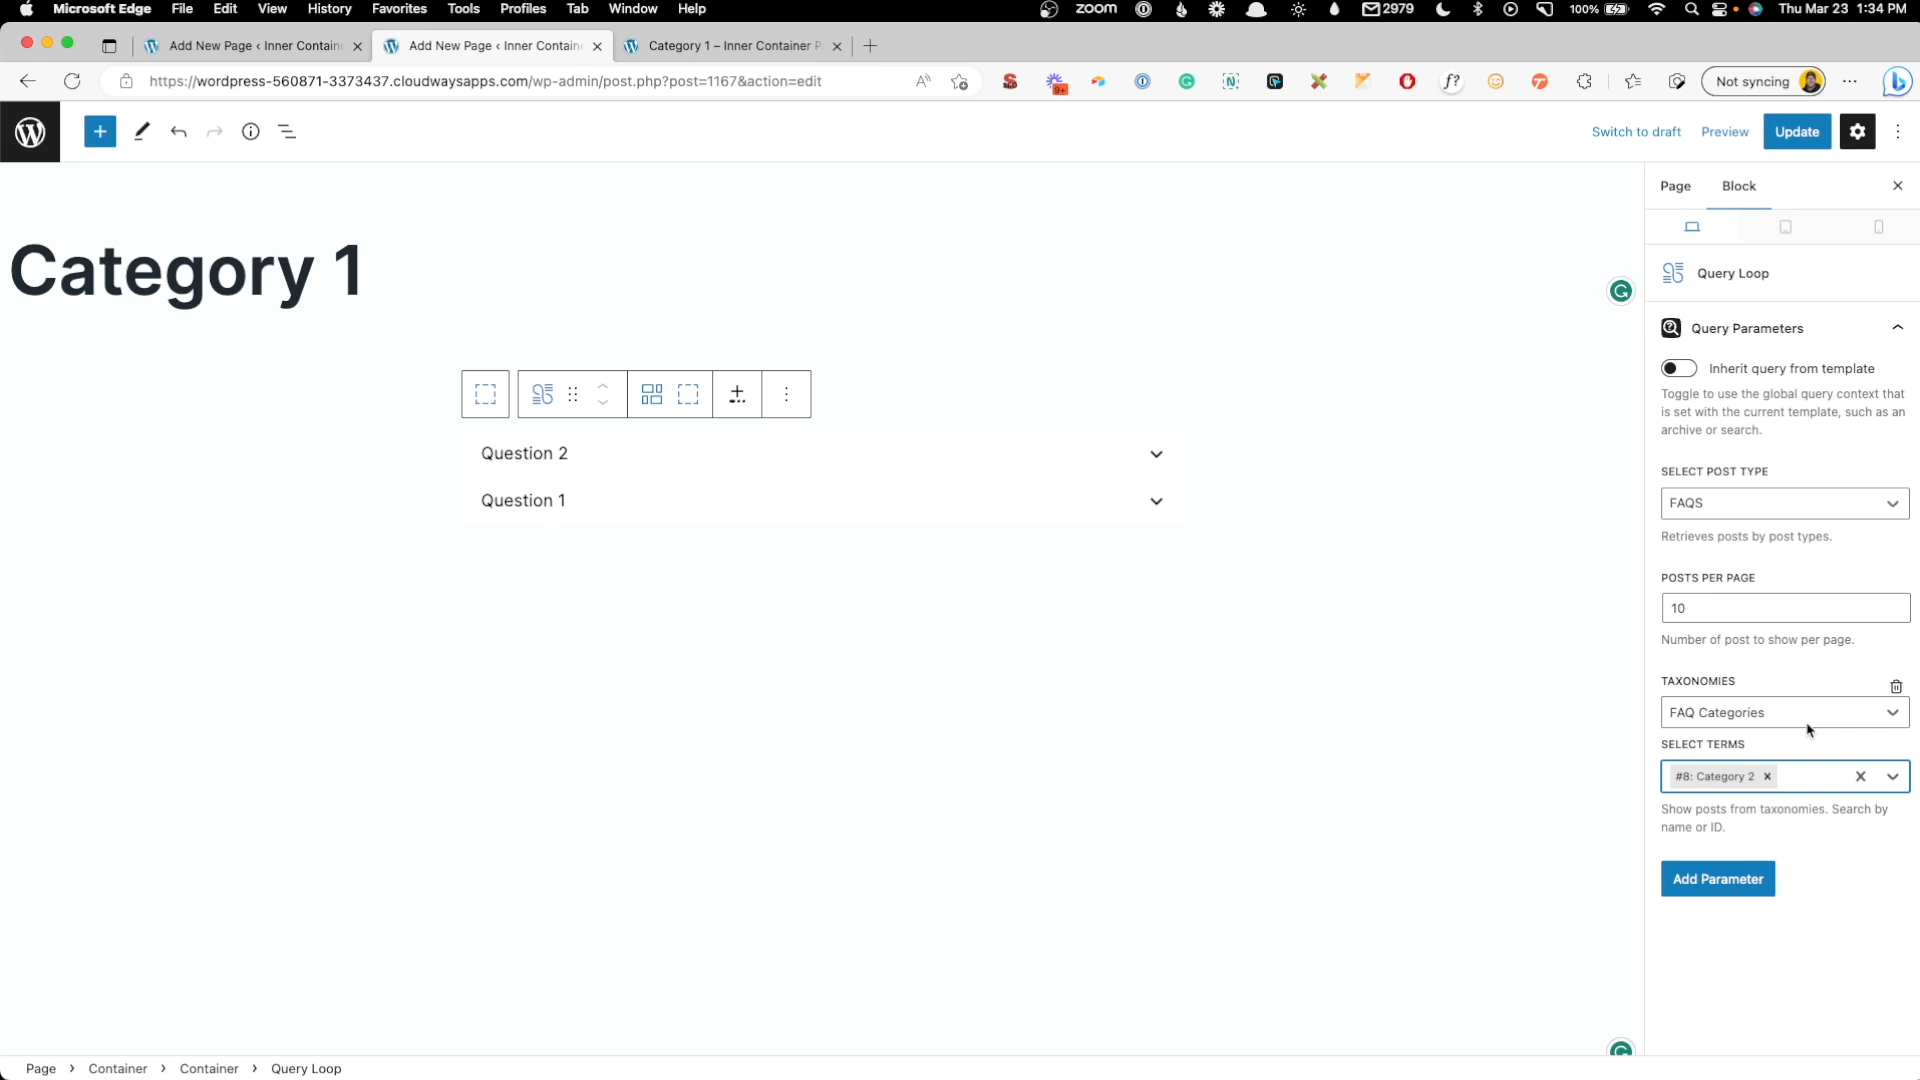 Microsoft Edge File Edit View History Favorites Tools Profiles Tab Window Help zoom 2979 100% Thu Mar 23 1:34 PM
Add New Page ‹ Inner Contain Add New Page ‹ Inner Contain Category 1 – Inner Container P
https://wordpress-560871-3373437.cloudwaysapps.com/wp-admin/post.php?post=1167&action=edit
9+
f?
Not syncing
Switch to draft Preview Update
Page Block
Category 1
Query Loop
Query Parameters
Inherit query from template
Toggle to use the global query context that
is set with the current template, such as an
archive or search.
Question 2
Question 1
SELECT POST TYPE
FAQS
Retrieves posts by post types.
POSTS PER PAGE
10
Number of post to show per page.
TAXONOMIES
FAQ Categories
SELECT TERMS
#8: Category 2
Show posts from taxonomies. Search by
name or ID.
Add Parameter
Page › Container › Container › Query Loop